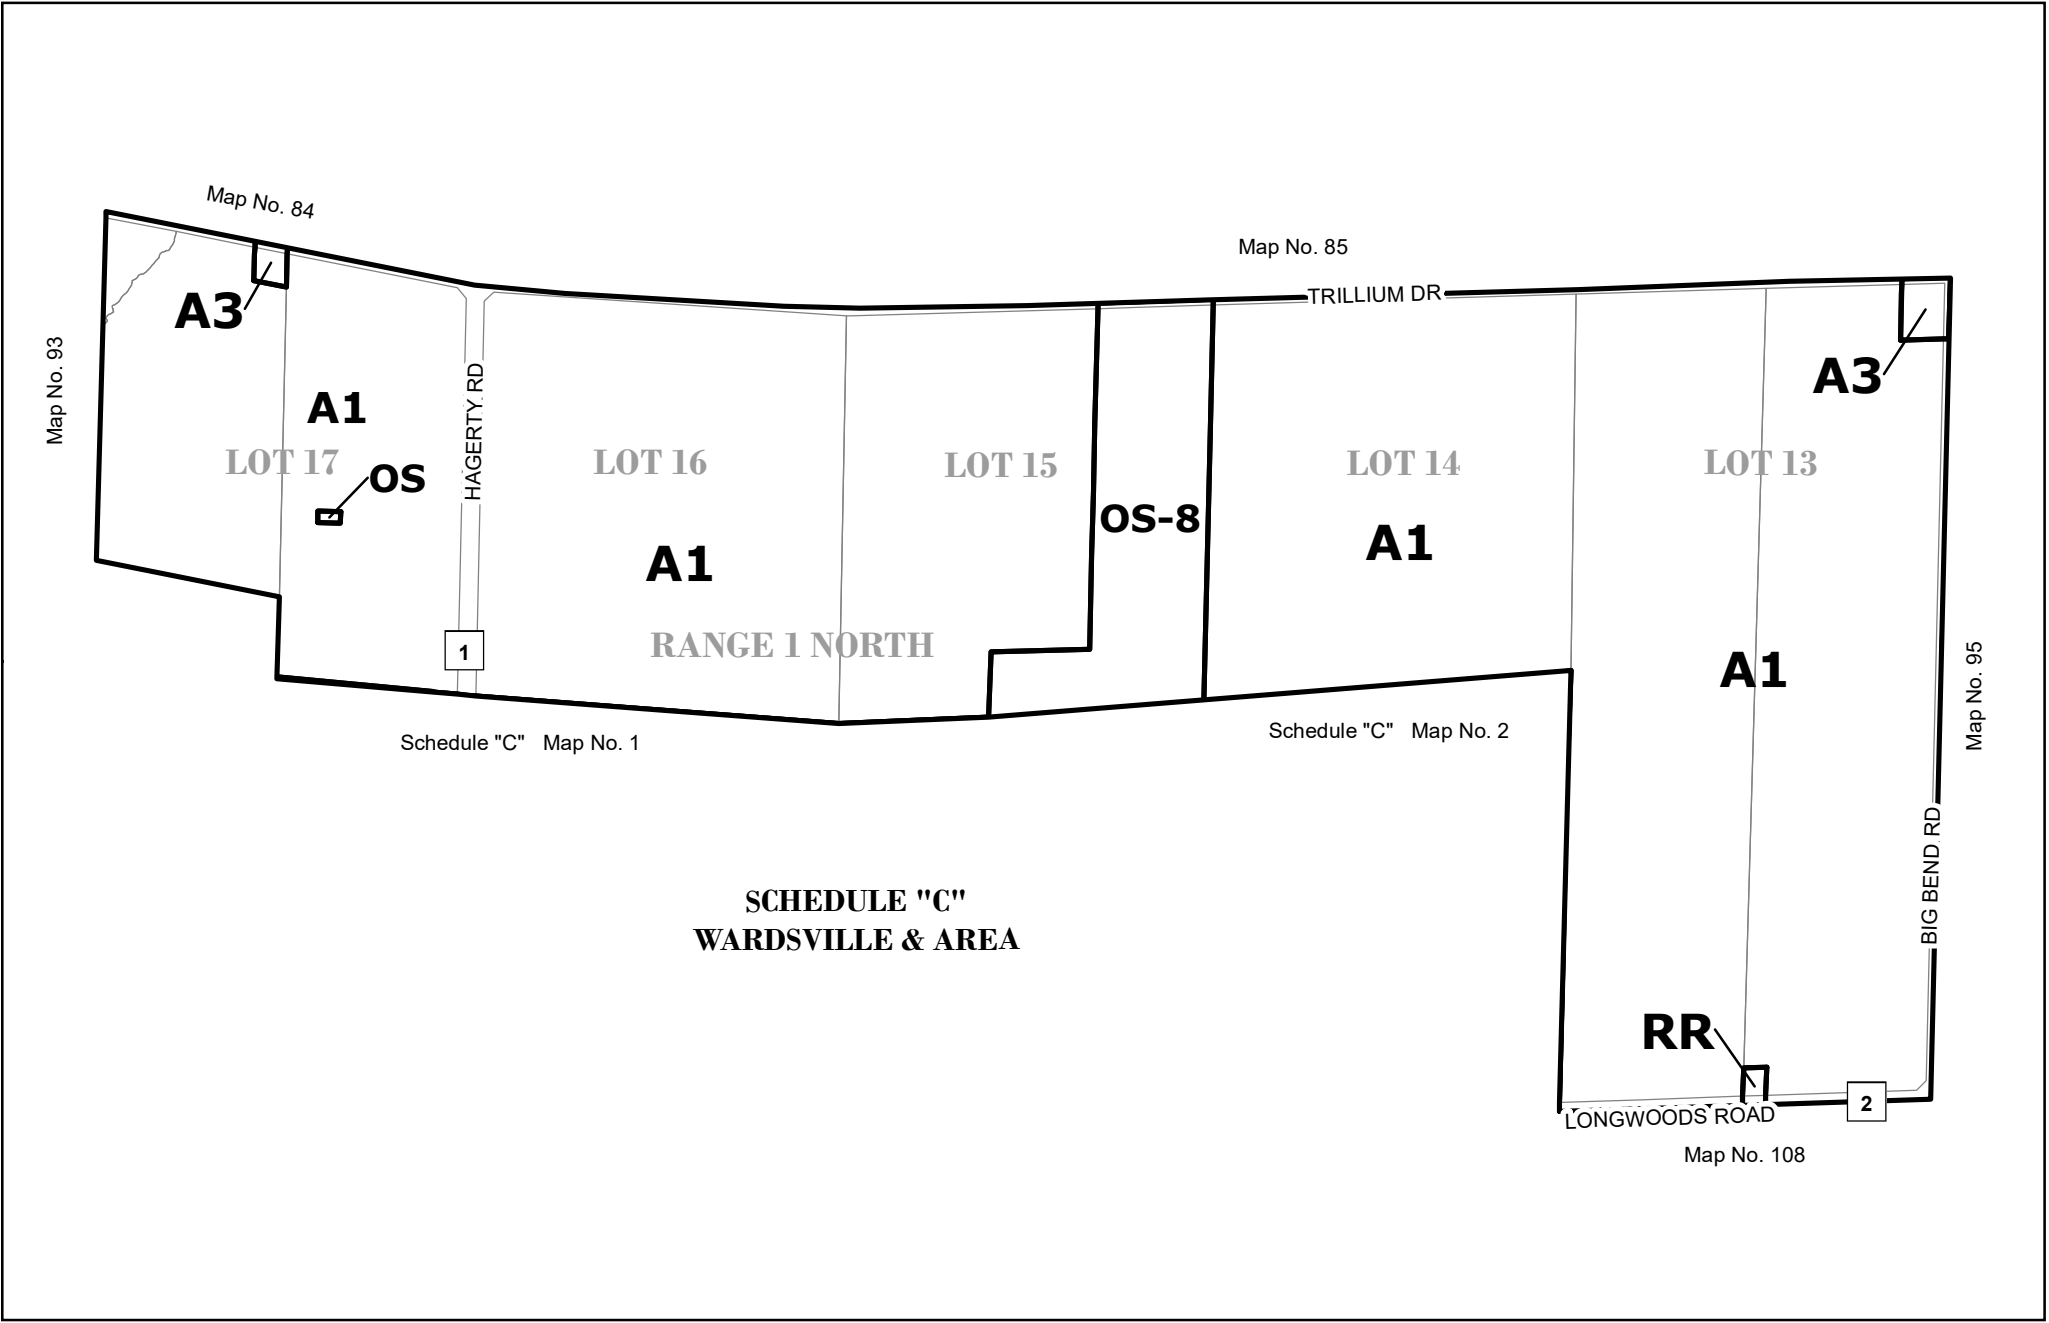 Map No. 84
Map No. 85
TRILLIUM DR
A3
A3
Map No. 93
HAGERTY RD
A1
LOT 17
LOT 16
LOT 15
LOT 14
LOT 13
OS
OS-8
A1
A1
RANGE 1 NORTH
1
A1
Map No. 95
Schedule "C" Map No. 1
Schedule "C" Map No. 2
BIG BEND RD
SCHEDULE "C"
WARDSVILLE & AREA
RR
2
LONGWOODS ROAD
Map No. 108